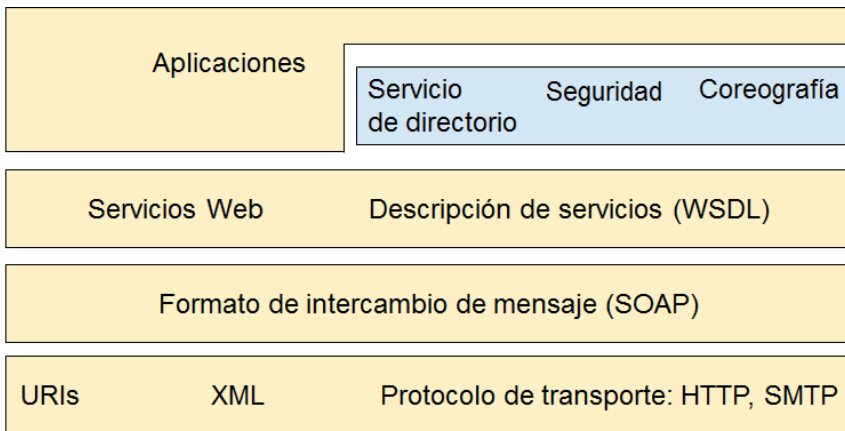 Aplicaciones
Servicio
de directorio
Seguridad
Coreografía
Servicios Web
Descripción de servicios (WSDL)
Formato de intercambio de mensaje (SOAP)
URIs
XML
Protocolo de transporte: HTTP, SMTP